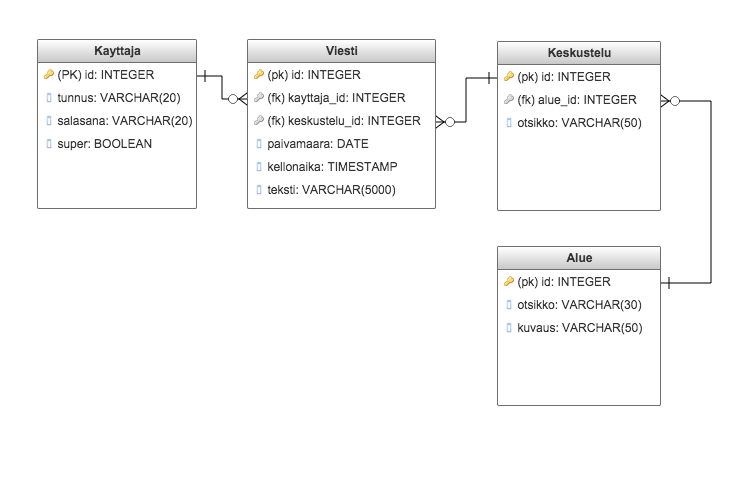 Kayttaja
(PK) id: INTEGER
tunnus: VARCHAR(20)
salasana: VARCHAR(20)
super: BOOLEAN
Viesti
(pk) id: INTEGER
(fk) kayttaja_id: INTEGER
(fk) keskustelu_id: INTEGER
paivamaara: DATE
kellonaika: TIMESTAMP
teksti: VARCHAR(5000)
Keskustelu
(pk) id: INTEGER
(fk) alue_id: INTEGER
otsikko: VARCHAR(50)
Alue
(pk) id: INTEGER
otsikko: VARCHAR(30)
kuvaus: VARCHAR(50)